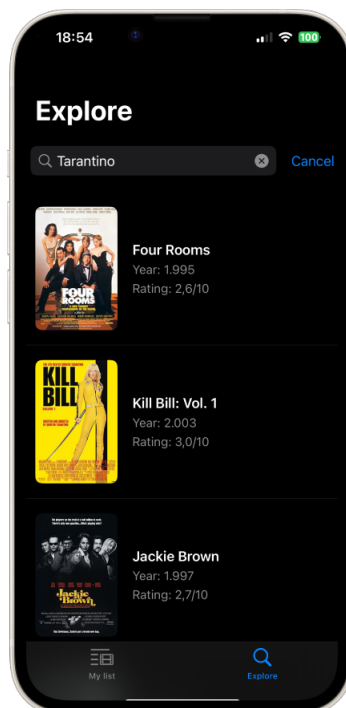 18:54
100
Explore
Tarantino
Cancel
FOUR
ROOMS
Four Rooms
Year: 1.995
Rating: 2,6/10
KILL
BILL
Kill Bill: Vol. 1
Year: 2.003
Rating: 3,0/10
Jackie
Brown
Jackie Brown
Year: 1.997
Rating: 2,7/10
My list
Explore